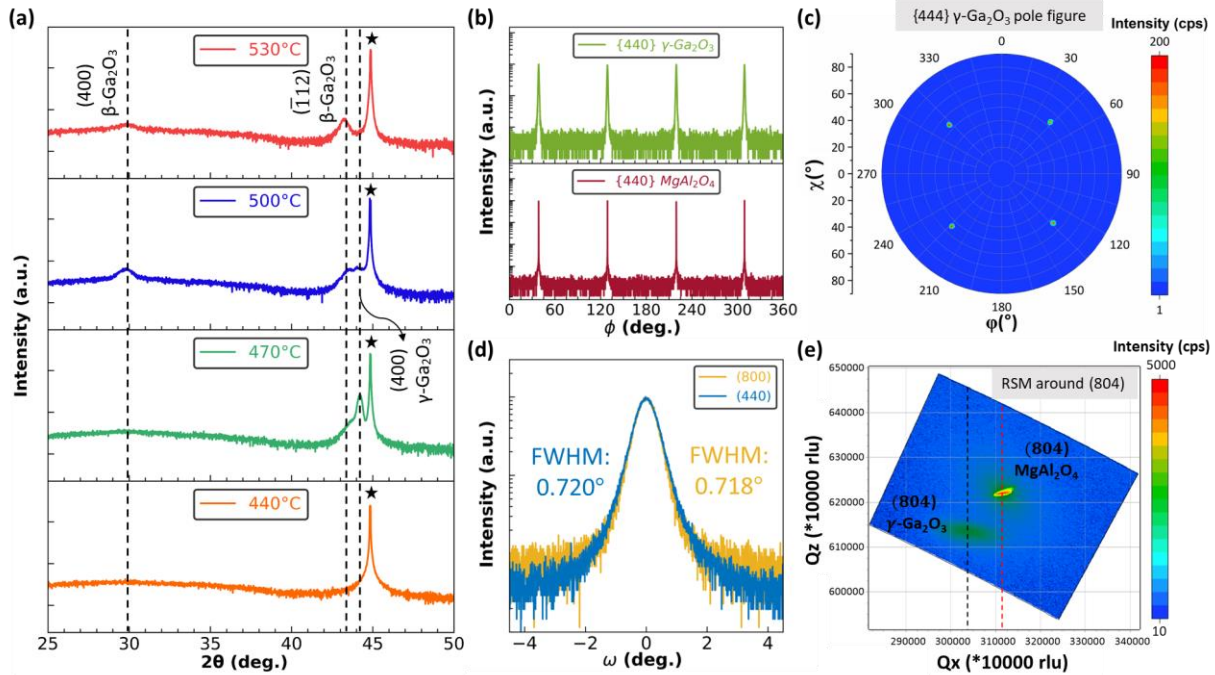 (a)
530°C
★
(400)
β-Ga₂O₃
(1̅12)
β-Ga₂O₃
500°C
★
470°C
★
(400)
γ-Ga₂O₃
440°C
★
Intensity (a.u.)
25 30 35 40 45 50
2θ (deg.)
(b)
{440} γ-Ga₂O₃
{440} MgAl₂O₄
Intensity (a.u.)
0 60 120 180 240 300 360
ϕ (deg.)
(c)
{444} γ-Ga₂O₃ pole figure
Intensity (cps)
200
1
80
60
40
20
0
20
40
60
80
χ(°)
0
30
60
90
120
150
180
210
240
270
300
330
φ(°)
(d)
(800)
(440)
FWHM:
0.720°
FWHM:
0.718°
Intensity (a.u.)
−4 −2 0 2 4
ω (deg.)
(e)
RSM around (804)
Intensity (cps)
5000
10
650000
640000
630000
620000
610000
600000
Qz (*10000 rlu)
(804)
MgAl₂O₄
(804)
γ-Ga₂O₃
290000 300000 310000 320000 330000 340000
Qx (*10000 rlu)